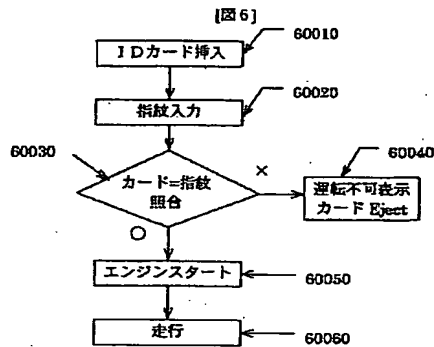 [図6]
60010
IDカード挿入
60020
指紋入力
60030
カード=指紋
照合
×
60040
運転不可表示
カード Eject
○
エンジンスタート
60050
走行
60060